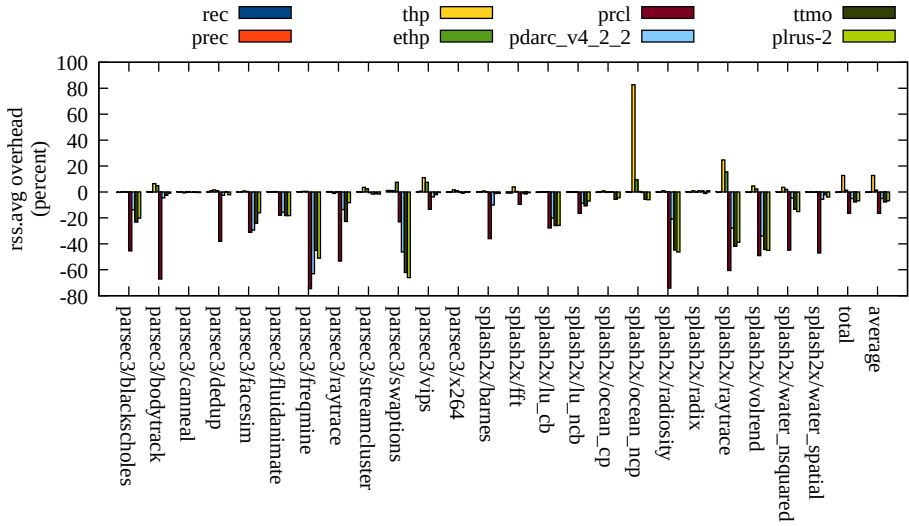 rec thp prcl ttmo
prec ethp pdarc_v4_2_2 plrus-2
rss.avg overhead
(percent)
100
80
60
40
20
0
-20
-40
-60
-80
parsec3/blackscholes
parsec3/bodytrack
parsec3/canneal
parsec3/dedup
parsec3/facesim
parsec3/fluidanimate
parsec3/freqmine
parsec3/raytrace
parsec3/streamcluster
parsec3/swaptions
parsec3/vips
parsec3/x264
splash2x/barnes
splash2x/fft
splash2x/lu_cb
splash2x/lu_ncb
splash2x/ocean_cp
splash2x/ocean_ncp
splash2x/radiosity
splash2x/radix
splash2x/raytrace
splash2x/volrend
splash2x/water_nsquared
splash2x/water_spatial
total
average